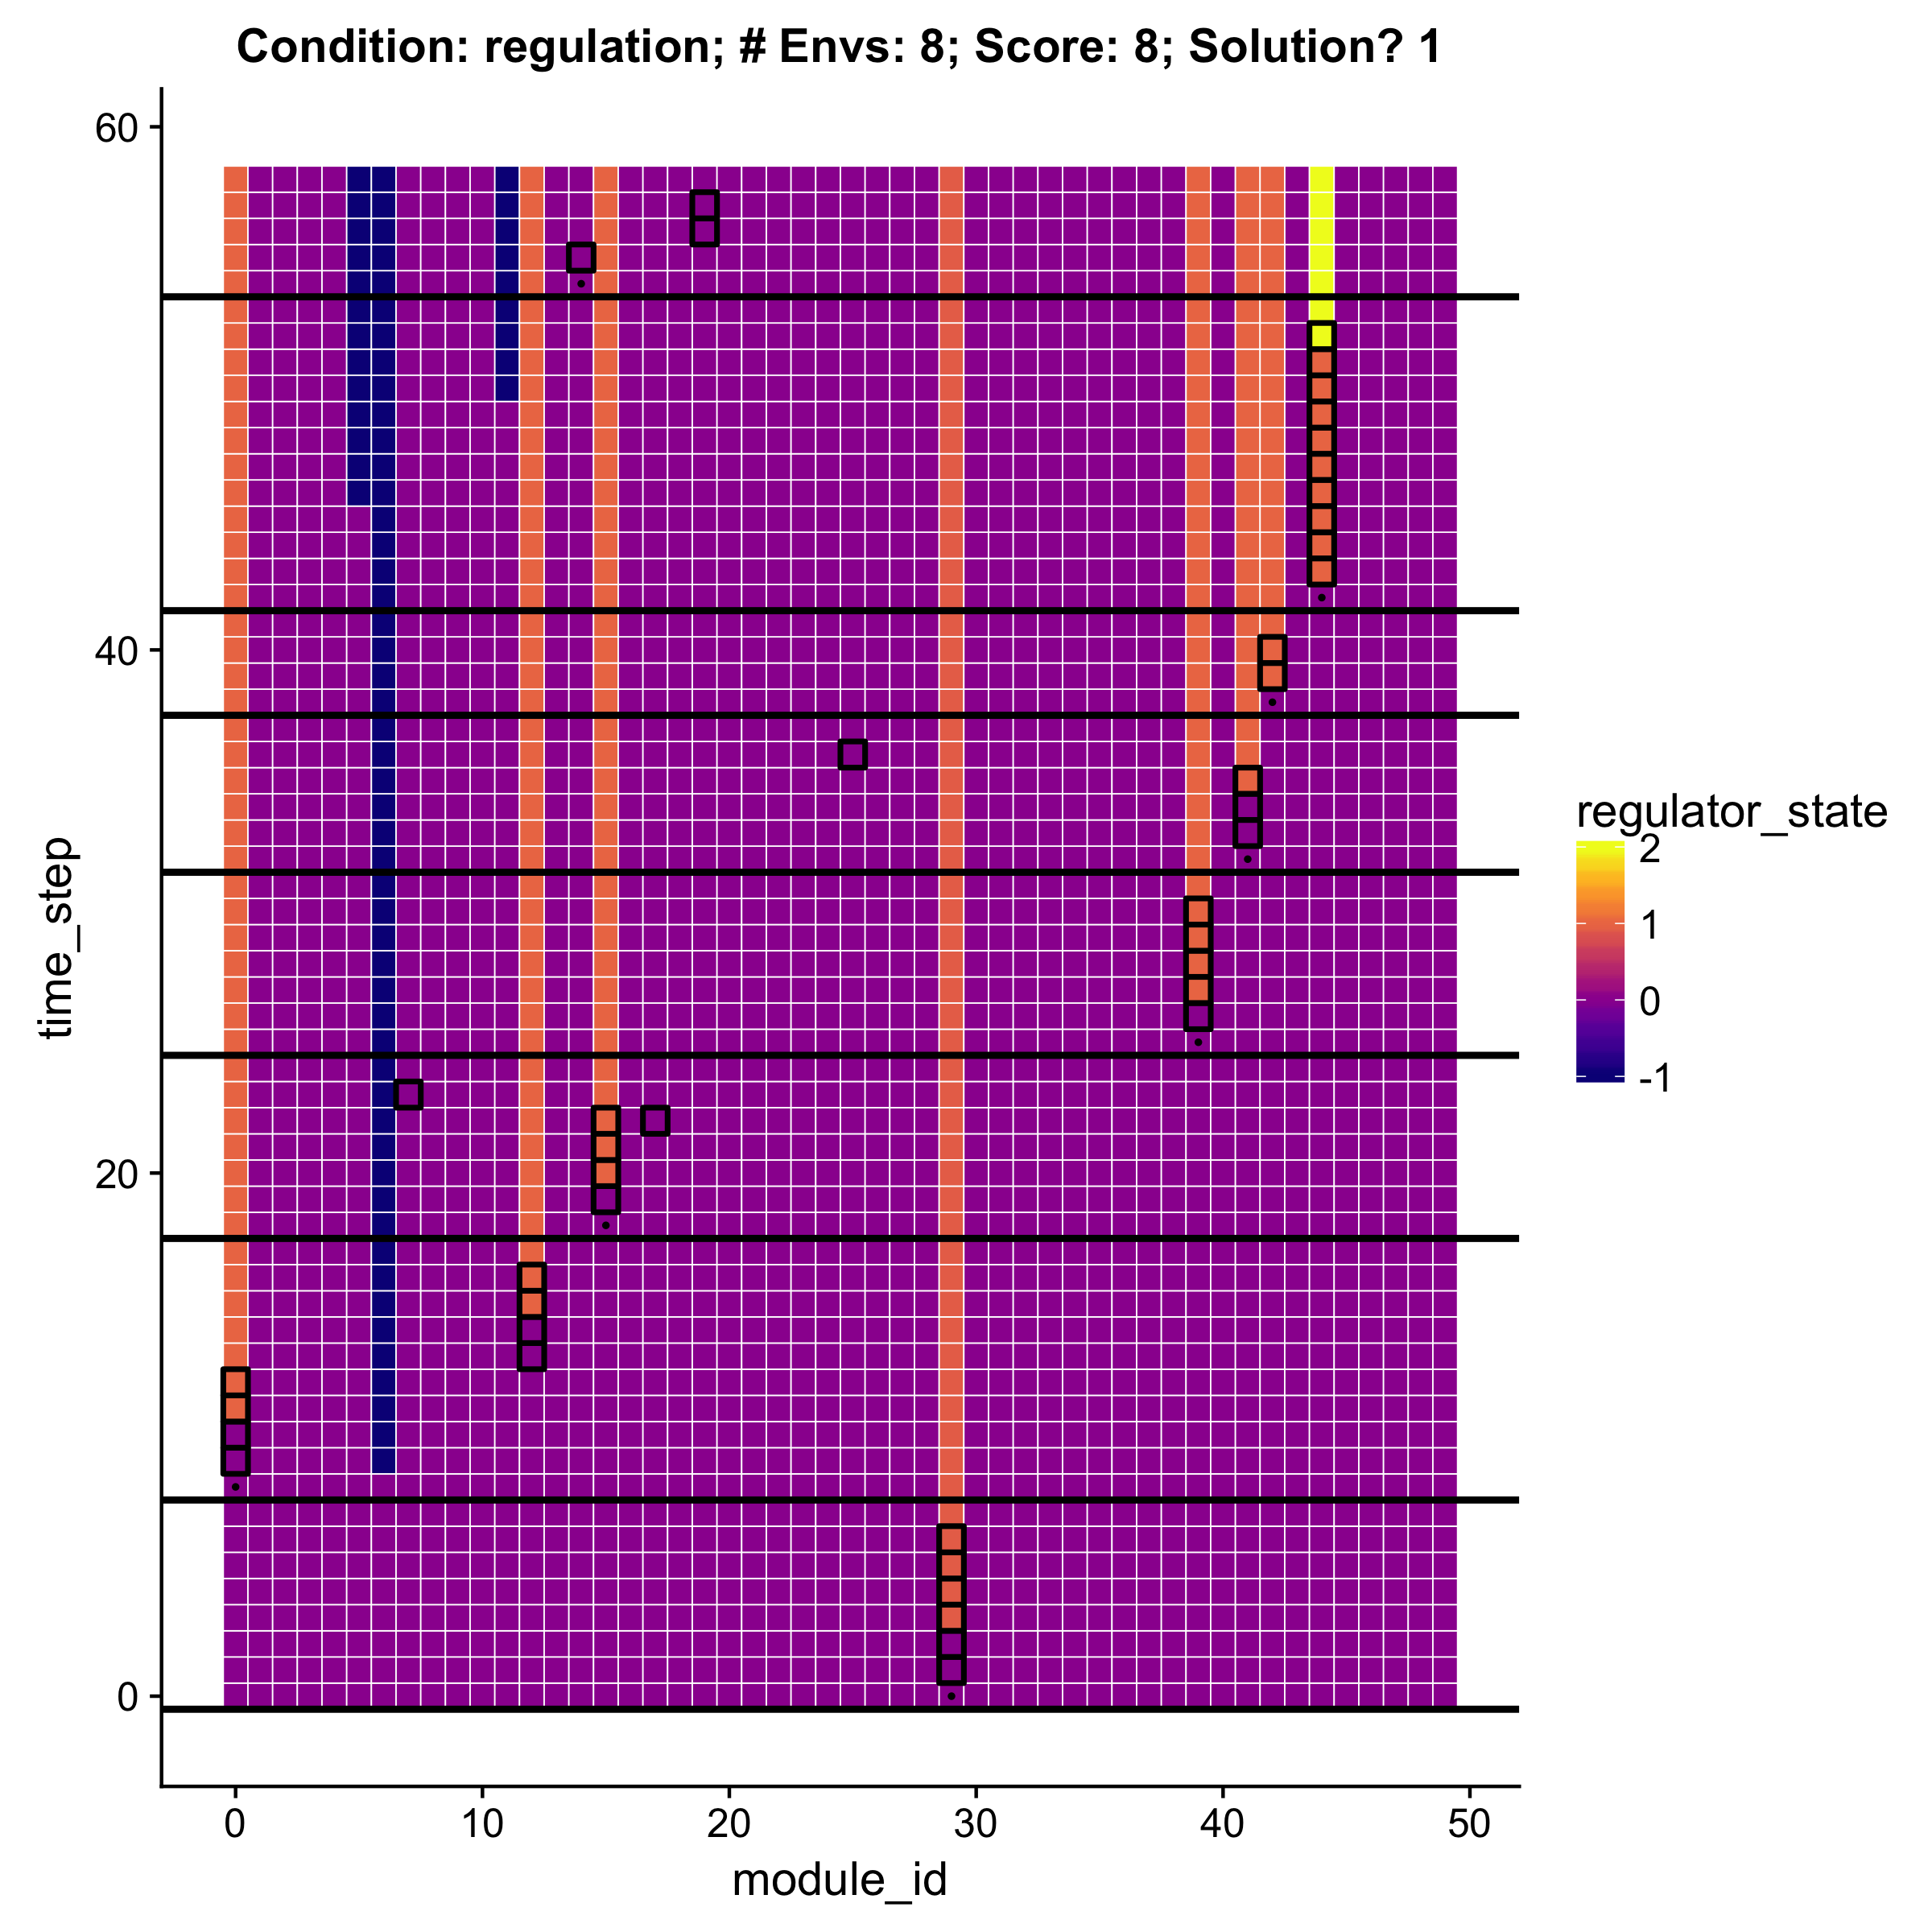 Condition: regulation; # Envs: 8; Score: 8; Solution? 1
60
40
20
0
time_step
0 10 20 30 40 50
module_id
regulator_state
2
1
0
-1